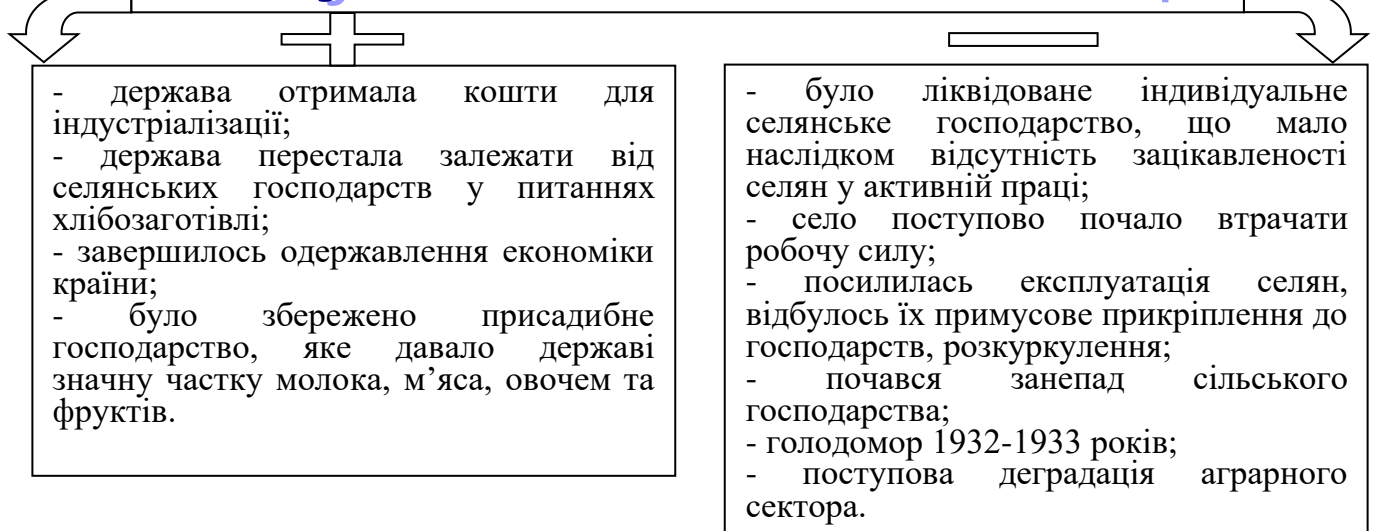 - держава отримала кошти для
індустріалізації;
- держава перестала залежати від
селянських господарств у питаннях
хлібозаготівлі;
- завершилось одержавлення економіки
країни;
- було збережено присадибне
господарство, яке давало державі
значну частку молока, м’яса, овочем та
фруктів.
- було ліквідоване індивідуальне
селянське господарство, що мало
наслідком відсутність зацікавленості
селян у активній праці;
- село поступово почало втрачати
робочу силу;
- посилилась експлуатація селян,
відбулось їх примусове прикріплення до
господарств, розкуркулення;
- почався занепад сільського
господарства;
- голодомор 1932-1933 років;
- поступова деградація аграрного
сектора.